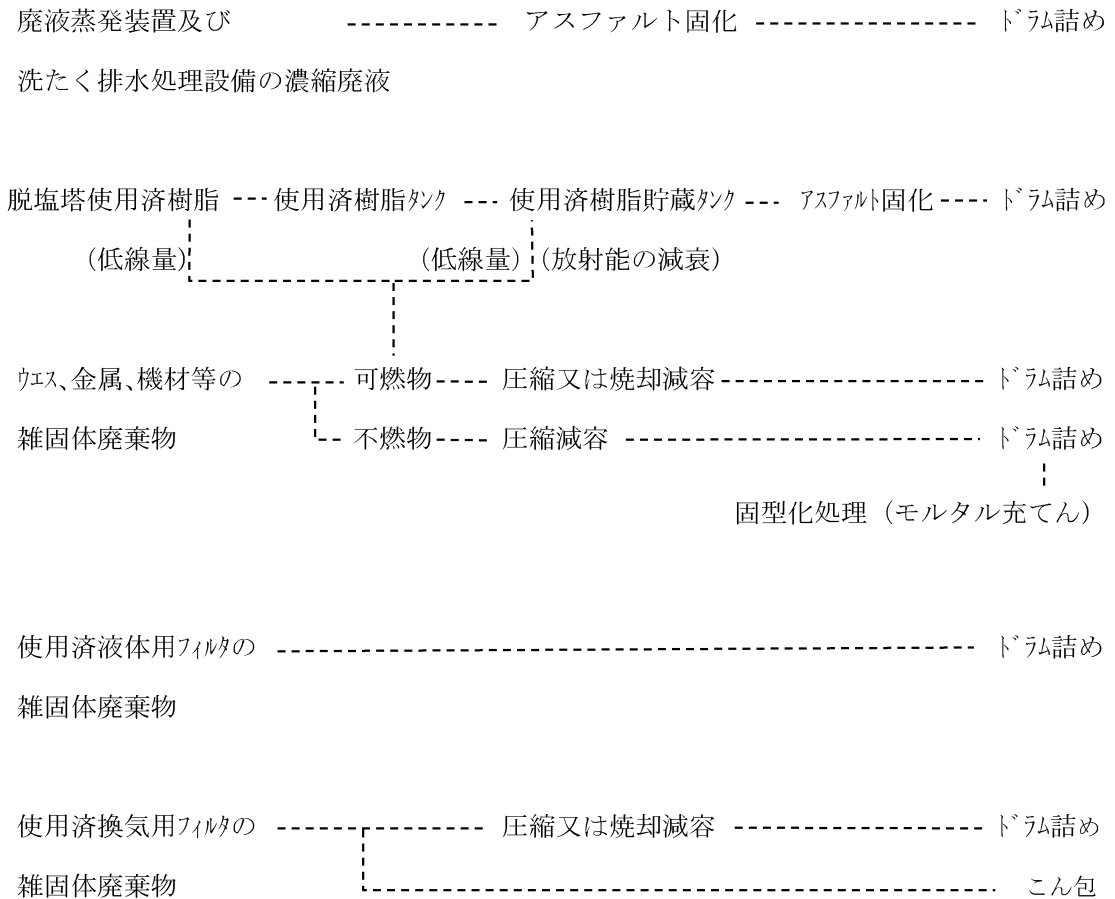 廃液蒸発装置及び アスファルト固化 ドラム詰め
洗たく排水処理設備の濃縮廃液
脱塩塔使用済樹脂 使用済樹脂ﾀﾝｸ 使用済樹脂貯蔵ﾀﾝｸ ｱｽﾌｧﾙﾄ固化 ﾄﾞﾗﾑ詰め
（低線量） （低線量）（放射能の減衰）
ｳｴｽ、金属、機材等の 可燃物 圧縮又は焼却減容 ﾄﾞﾗﾑ詰め
雑固体廃棄物 不燃物 圧縮減容 ﾄﾞﾗﾑ詰め
固型化処理（モルタル充てん）
使用済液体用ﾌｨﾙﾀの ﾄﾞﾗﾑ詰め
雑固体廃棄物
使用済換気用ﾌｨﾙﾀの 圧縮又は焼却減容 ﾄﾞﾗﾑ詰め
雑固体廃棄物 こん包